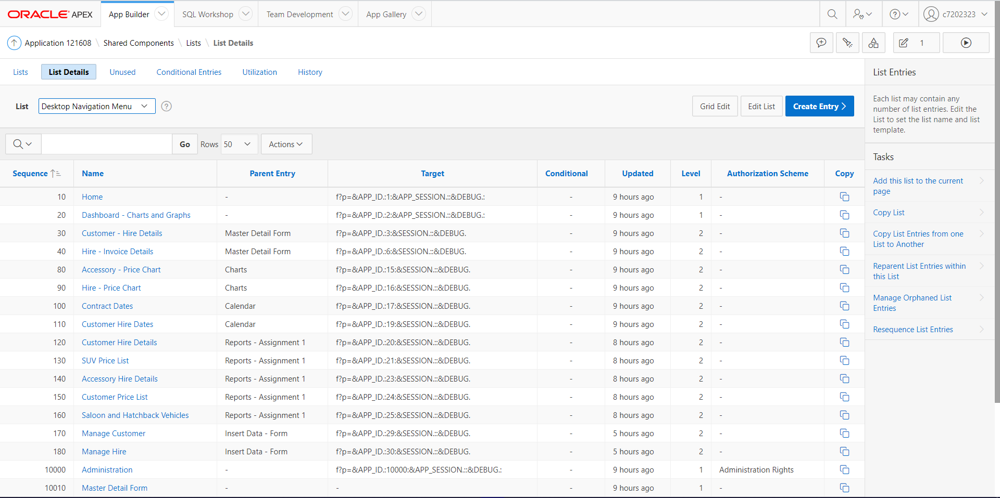 ORACLE APEX App Builder SQL Workshop Team Development App Gallery c7202323
Application 121608 \ Shared Components \ Lists \ List Details 1
Lists List Details Unused Conditional Entries Utilization History
List Entries
List Desktop Navigation Menu ? Grid Edit Edit List Create Entry >
Each list may contain any
number of list entries. Edit the
List to set the list name and list
template.
Go Rows 50 Actions
Tasks
Add this list to the current
page
Copy List
Copy List Entries from one
List to Another
Reparent List Entries within
this List
Manage Orphaned List
Entries
Resequence List Entries
Sequence Name Parent Entry Target Conditional Updated Level Authorization Scheme Copy
10 Home - f?p=&APP_ID.:1:&APP_SESSION.::&DEBUG.: - 9 hours ago 1 -
20 Dashboard - Charts and Graphs - f?p=&APP_ID.:2:&APP_SESSION.::&DEBUG.: - 9 hours ago 1 -
30 Customer - Hire Details Master Detail Form f?p=&APP_ID.:3:&SESSION.::&DEBUG. - 9 hours ago 2 -
40 Hire - Invoice Details Master Detail Form f?p=&APP_ID.:6:&SESSION.::&DEBUG. - 9 hours ago 2 -
80 Accessory - Price Chart Charts f?p=&APP_ID.:15:&SESSION.::&DEBUG. - 9 hours ago 2 -
90 Hire - Price Chart Charts f?p=&APP_ID.:16:&SESSION.::&DEBUG. - 9 hours ago 2 -
100 Contract Dates Calendar f?p=&APP_ID.:17:&SESSION.::&DEBUG. - 9 hours ago 2 -
110 Customer Hire Dates Calendar f?p=&APP_ID.:19:&SESSION.::&DEBUG. - 9 hours ago 2 -
120 Customer Hire Details Reports - Assignment 1 f?p=&APP_ID.:20:&SESSION.::&DEBUG. - 8 hours ago 2 -
130 SUV Price List Reports - Assignment 1 f?p=&APP_ID.:21:&SESSION.::&DEBUG. - 8 hours ago 2 -
140 Accessory Hire Details Reports - Assignment 1 f?p=&APP_ID.:23:&SESSION.::&DEBUG. - 8 hours ago 2 -
150 Customer Price List Reports - Assignment 1 f?p=&APP_ID.:24:&SESSION.::&DEBUG. - 8 hours ago 2 -
160 Saloon and Hatchback Vehicles Reports - Assignment 1 f?p=&APP_ID.:25:&SESSION.::&DEBUG. - 8 hours ago 2 -
170 Manage Customer Insert Data - Form f?p=&APP_ID.:29:&SESSION.::&DEBUG. - 5 hours ago 2 -
180 Manage Hire Insert Data - Form f?p=&APP_ID.:30:&SESSION.::&DEBUG. - 5 hours ago 2 -
10000 Administration - f?p=&APP_ID.:10000:&APP_SESSION.::&DEBUG.: - 9 hours ago 1 Administration Rights
10010 Master Detail Form - - - 9 hours ago 1 -